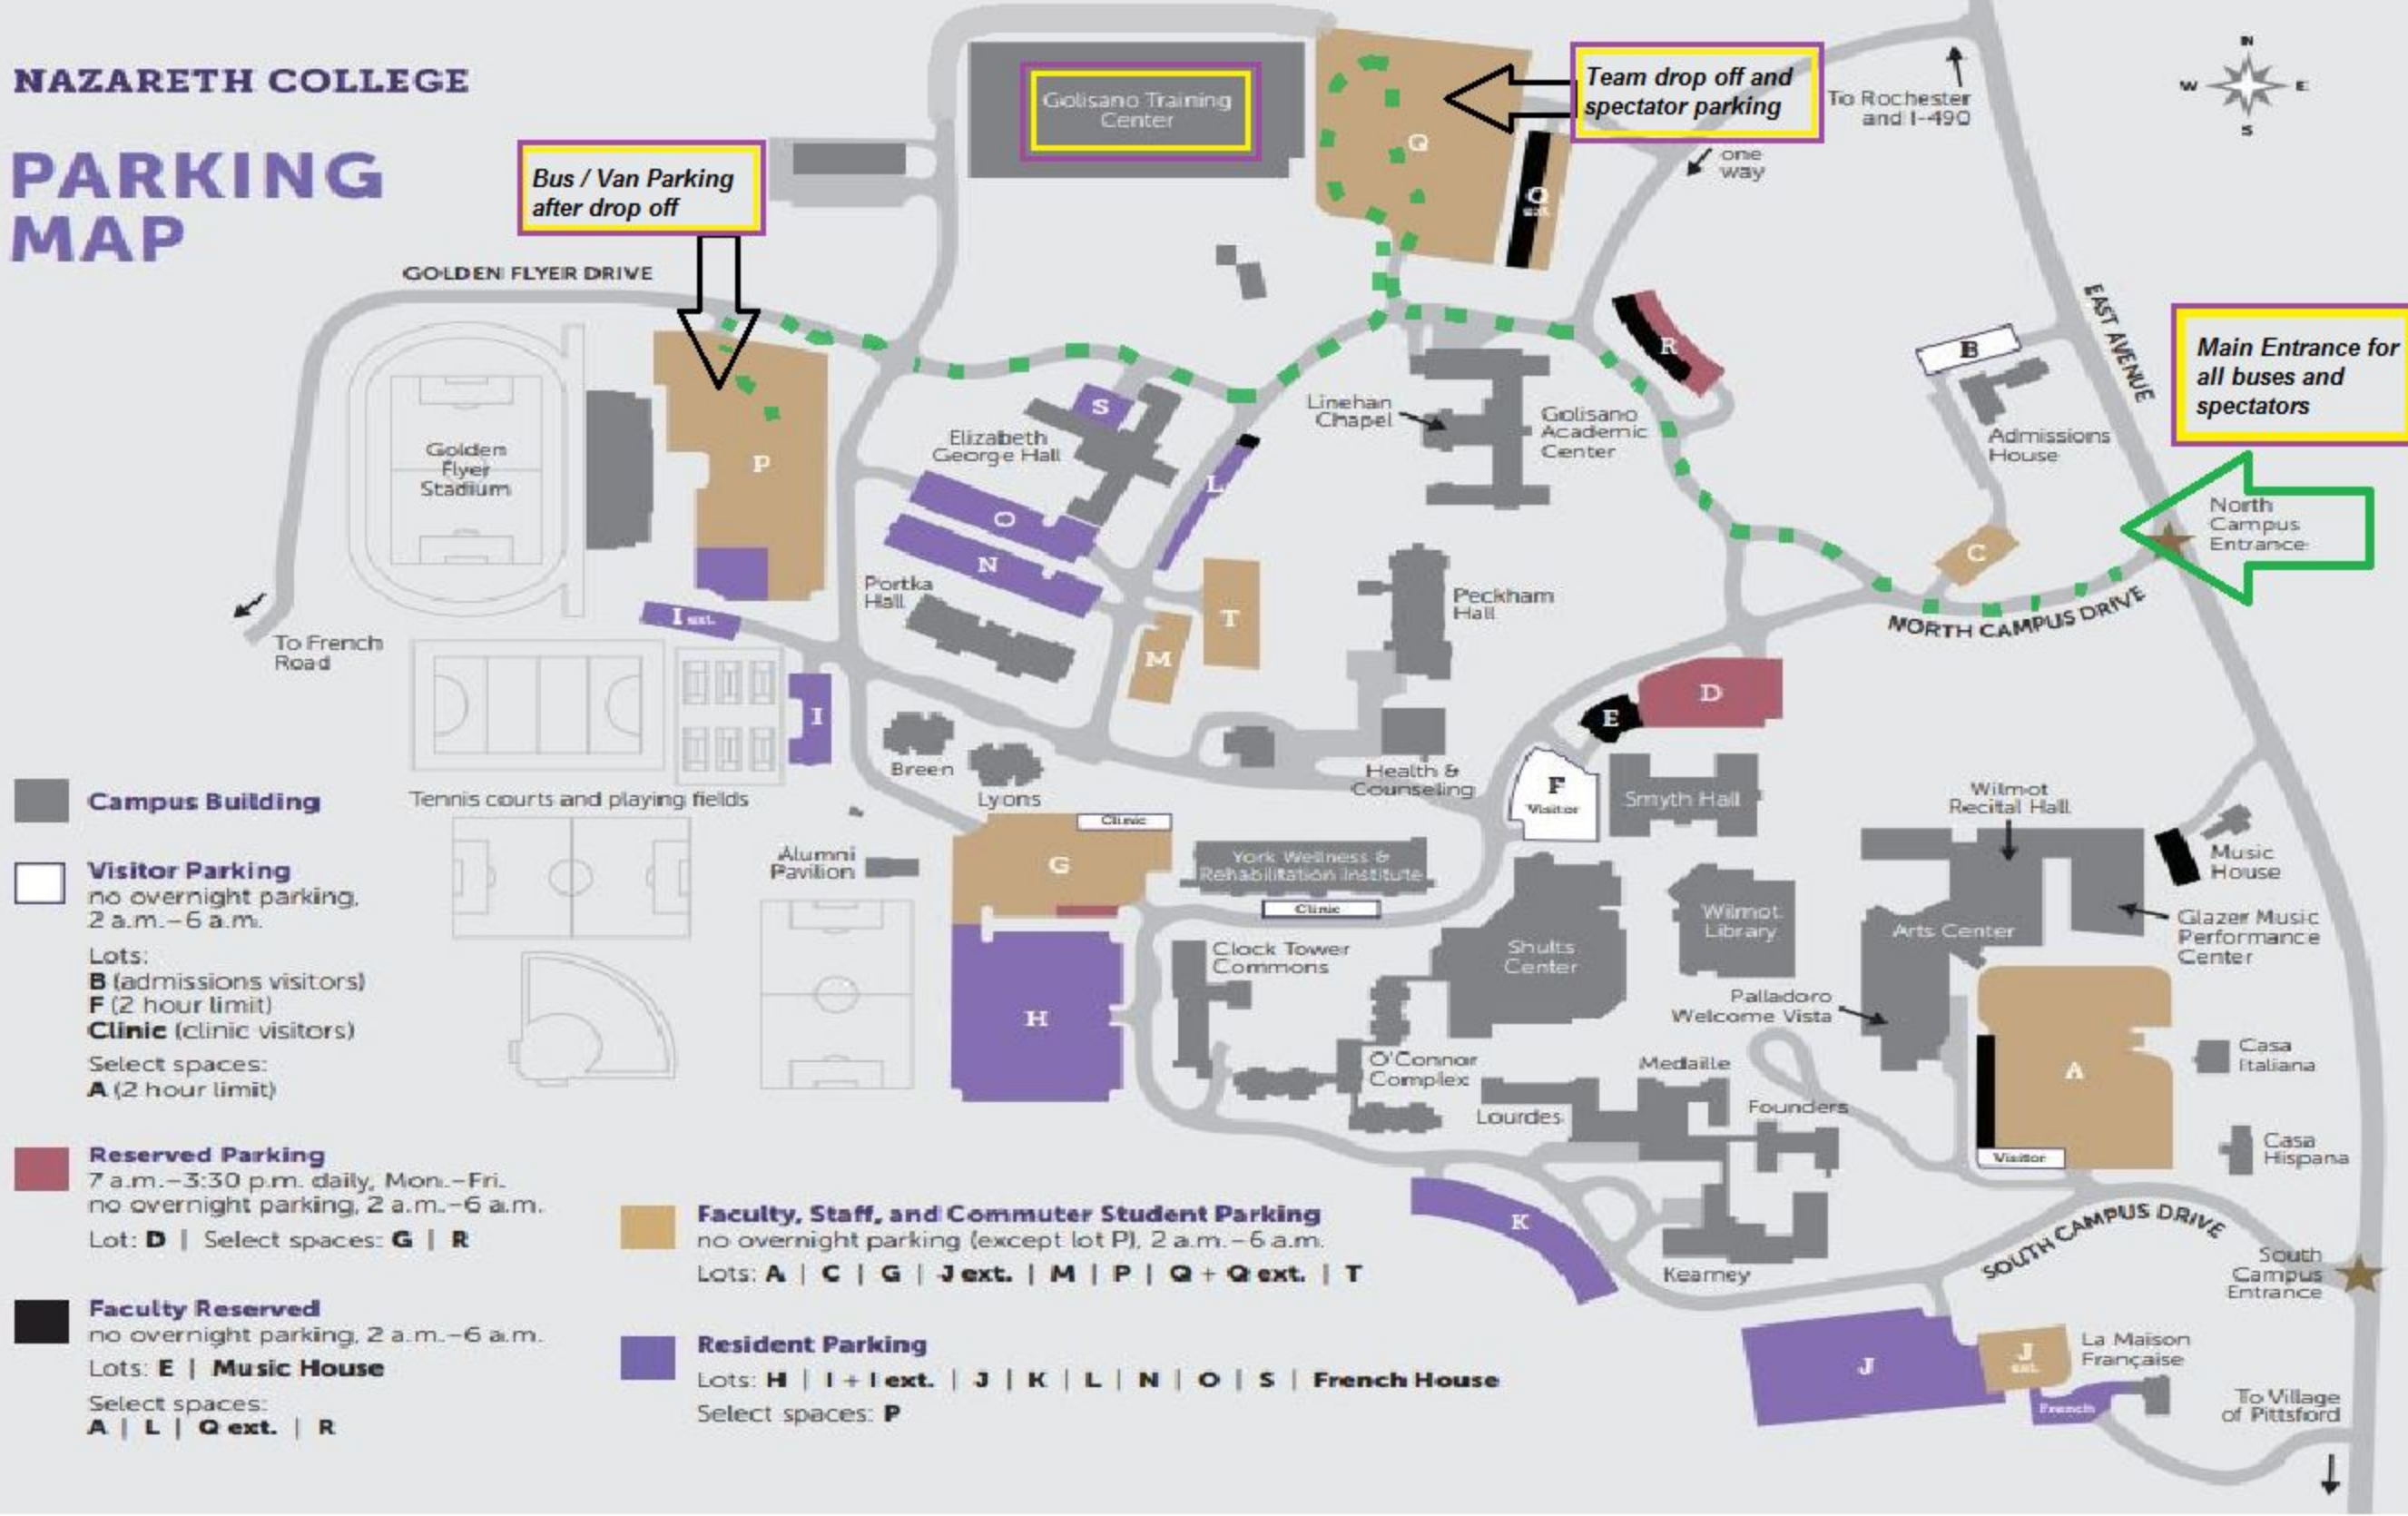 NAZARETH COLLEGE
PARKING
MAP
Golisano Training
Center
Team drop off and
spectator parking
To Rochester
and I-490
one
way
N
W
E
S
Bus / Van Parking
after drop off
Q
Q
ext.
GOLDEN FLYER DRIVE
EAST AVENUE
Main Entrance for
all buses and
spectators
R
B
Admissions
House
Linehan
Chapel
Golisano
Academic
Center
S
Elizabeth
George Hall
Golden
Flyer
Stadium
P
L
O
N
North
Campus
Entrance
C
NORTH CAMPUS DRIVE
Portka
Hall
Peckham
Hall
T
M
I ext.
To French
Road
I
D
E
Breen
Lyons
Health &
Counseling
F
Visitor
Smyth Hall
Wilmot
Recital Hall
Tennis courts and playing fields
Clinic
G
Alumni
Pavilion
York Wellness &
Rehabilitation Institute
Clinic
Music
House
Wilmot
Library
Arts Center
Glazer Music
Performance
Center
Shults
Center
Clock Tower
Commons
H
Palladoro
Welcome Vista
O'Connor
Complex
Medaille
Lourdes
Founders
A
Visitor
Casa
Italiana
Casa
Hispana
K
Kearney
SOUTH CAMPUS DRIVE
South
Campus
Entrance
J
J
ext.
La Maison
Française
French
To Village
of Pittsford
Campus Building
Visitor Parking
no overnight parking,
2 a.m.–6 a.m.
Lots:
B (admissions visitors)
F (2 hour limit)
Clinic (clinic visitors)
Select spaces:
A (2 hour limit)
Reserved Parking
7 a.m.–3:30 p.m. daily, Mon.–Fri.
no overnight parking, 2 a.m.–6 a.m.
Lot: D | Select spaces: G | R
Faculty Reserved
no overnight parking, 2 a.m.–6 a.m.
Lots: E | Music House
Select spaces:
A | L | Q ext. | R
Faculty, Staff, and Commuter Student Parking
no overnight parking (except lot P), 2 a.m.–6 a.m.
Lots: A | C | G | J ext. | M | P | Q + Q ext. | T
Resident Parking
Lots: H | I + I ext. | J | K | L | N | O | S | French House
Select spaces: P